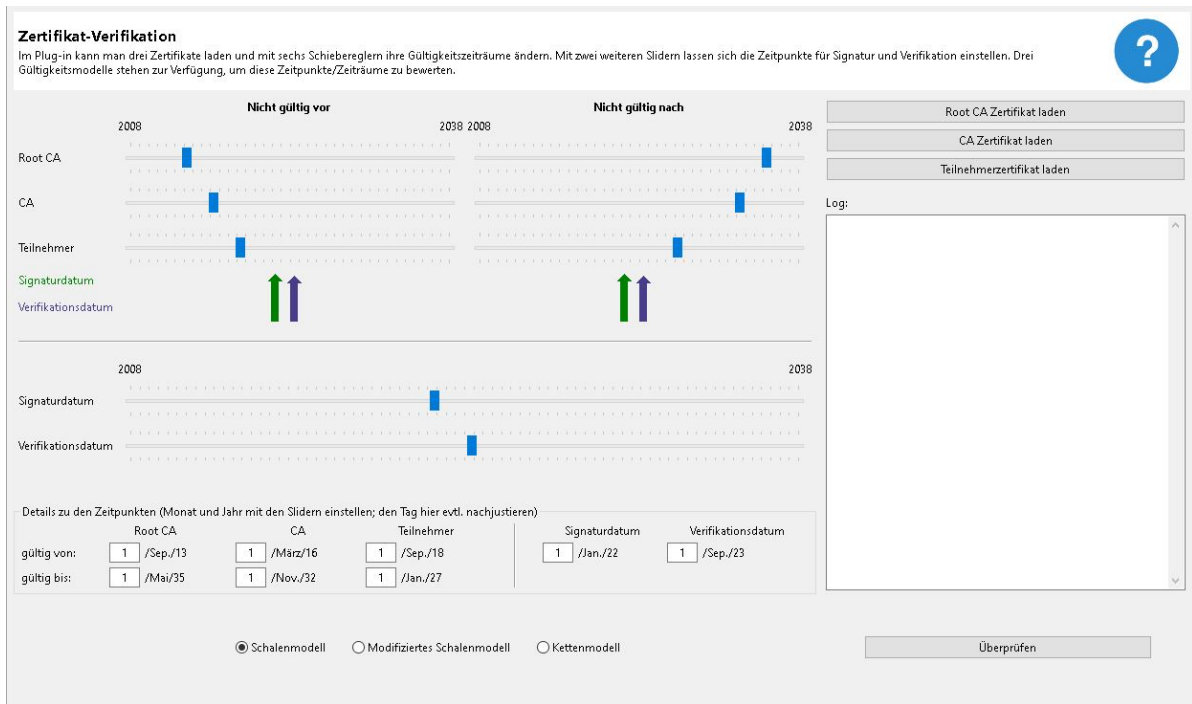 Zertifikat-Verifikation
Im Plug-in kann man drei Zertifikate laden und mit sechs Schiebereglern ihre Gültigkeitszeiträume ändern. Mit zwei weiteren Slidern lassen sich die Zeitpunkte für Signatur und Verifikation einstellen. Drei
Gültigkeitsmodelle stehen zur Verfügung, um diese Zeitpunkte/Zeiträume zu bewerten.
?
Nicht gültig vor Nicht gültig nach
2008 2038 2008 2038
Root CA
CA
Teilnehmer
Signaturdatum
Verifikationsdatum
2008 2038
Signaturdatum
Verifikationsdatum
Details zu den Zeitpunkten (Monat und Jahr mit den Slidern einstellen; den Tag hier evtl. nachjustieren)
Root CA CA Teilnehmer Signaturdatum Verifikationsdatum
gültig von: 1 /Sep./13 1 /März/16 1 /Sep./18 1 /Jan./22 1 /Sep./23
gültig bis: 1 /Mai/35 1 /Nov./32 1 /Jan./27
Schalenmodell Modifiziertes Schalenmodell Kettenmodell
Root CA Zertifikat laden
CA Zertifikat laden
Teilnehmerzertifikat laden
Log:
Überprüfen